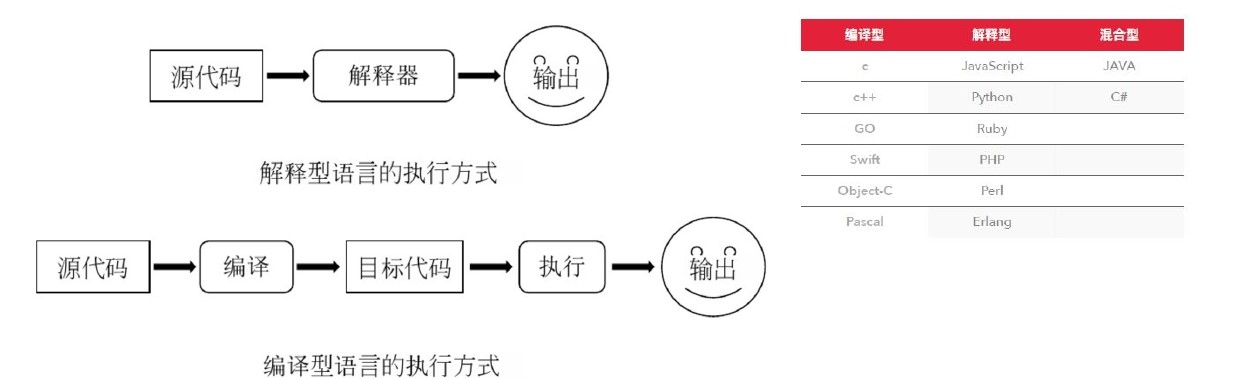 源代码 解释器 输出
解释型语言的执行方式
源代码 编译 目标代码 执行 输出
编译型语言的执行方式
编译型 解释型 混合型
c JavaScript JAVA
c++ Python C#
GO Ruby
Swift PHP
Object-C Perl
Pascal Erlang